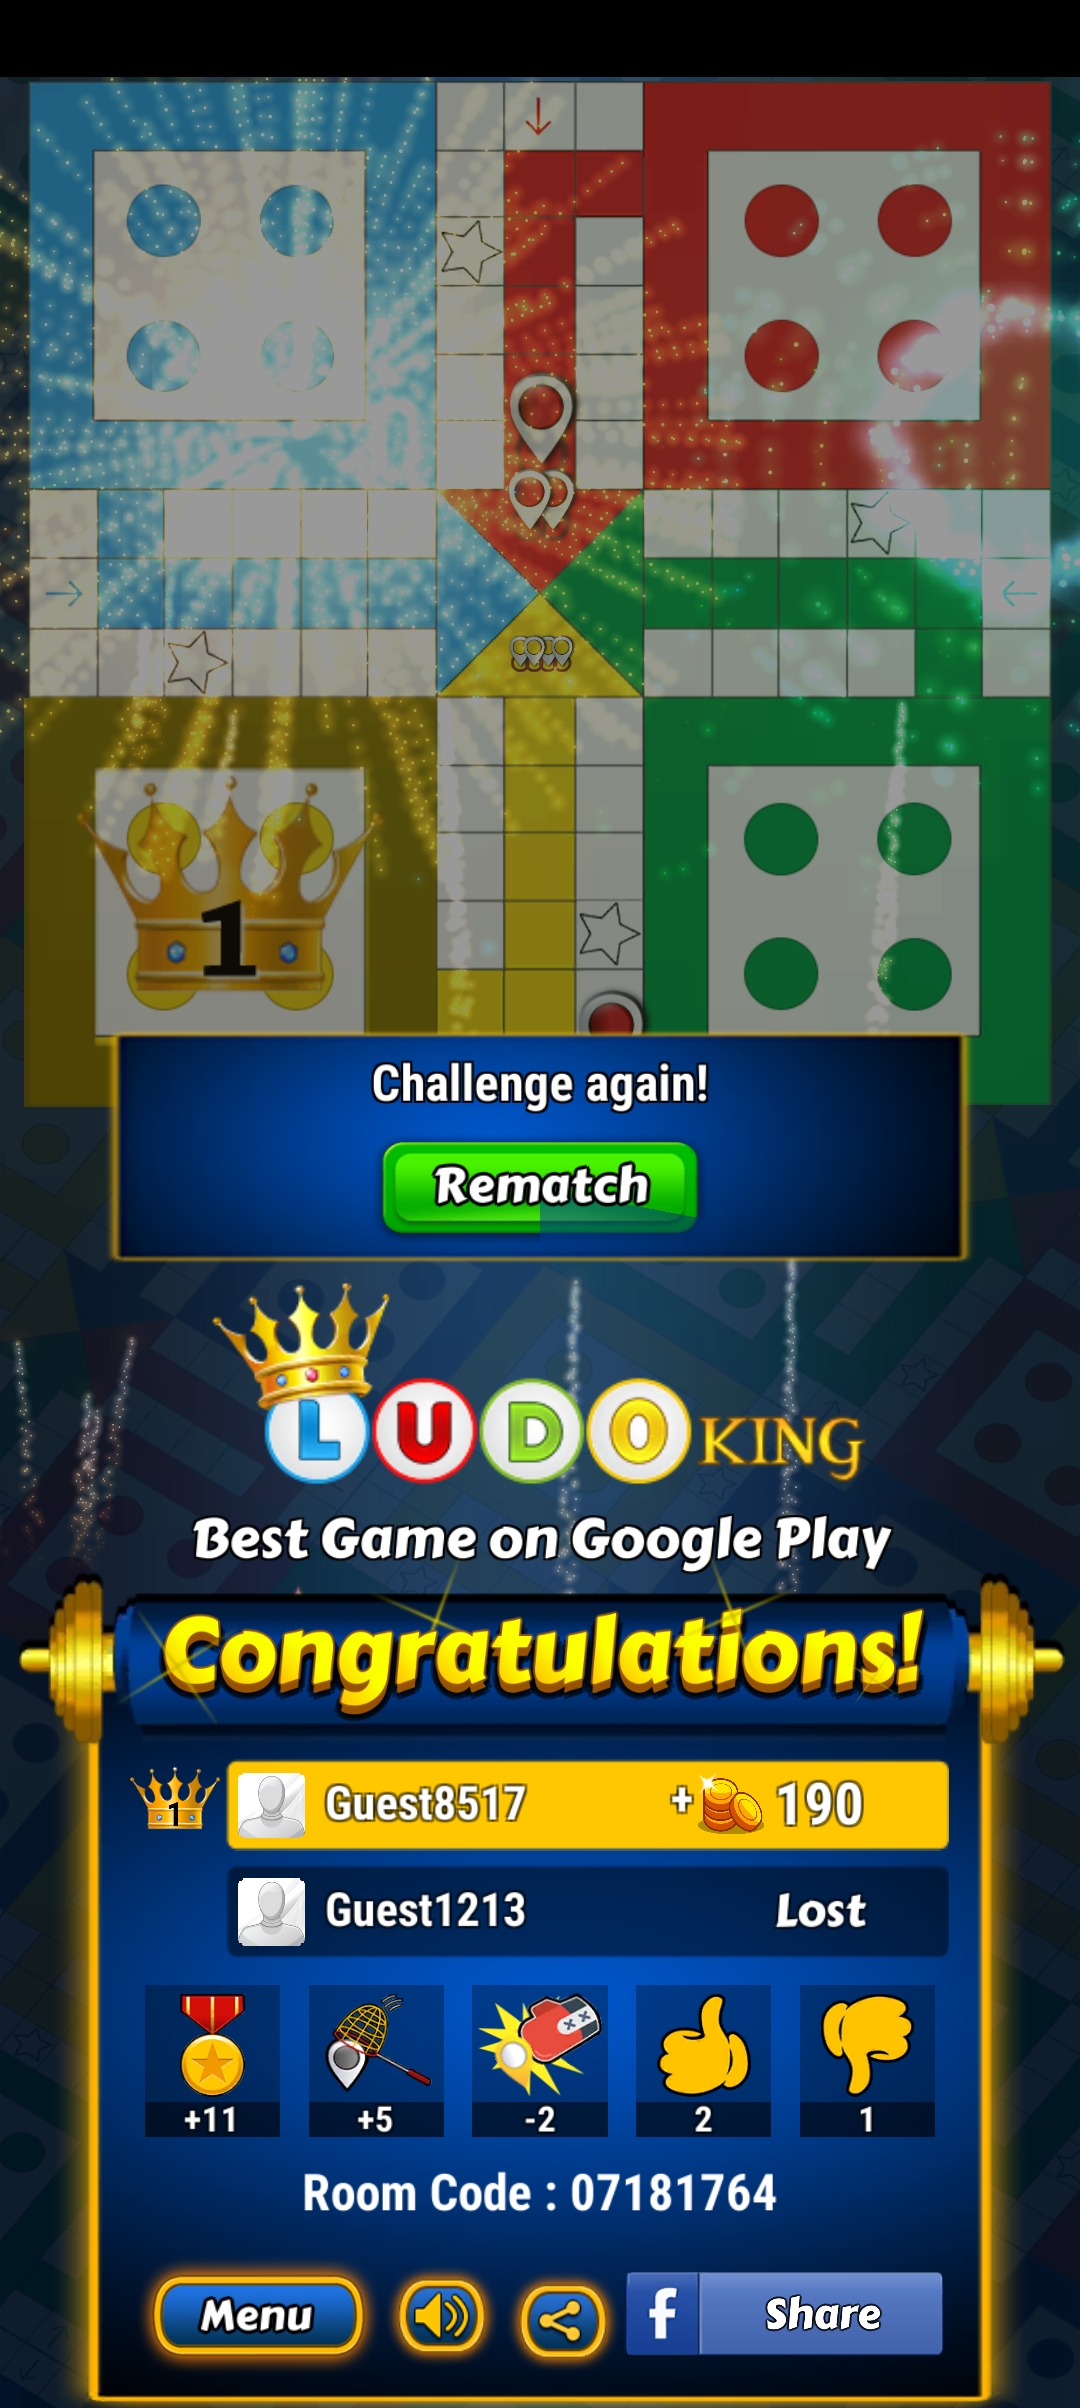 1
Challenge again!
Rematch
LUDO KING
Best Game on Google Play
Congratulations!
1 Guest8517 + 190
Guest1213 Lost
+11 +5 -2 2 1
Room Code : 07181764
Menu f Share